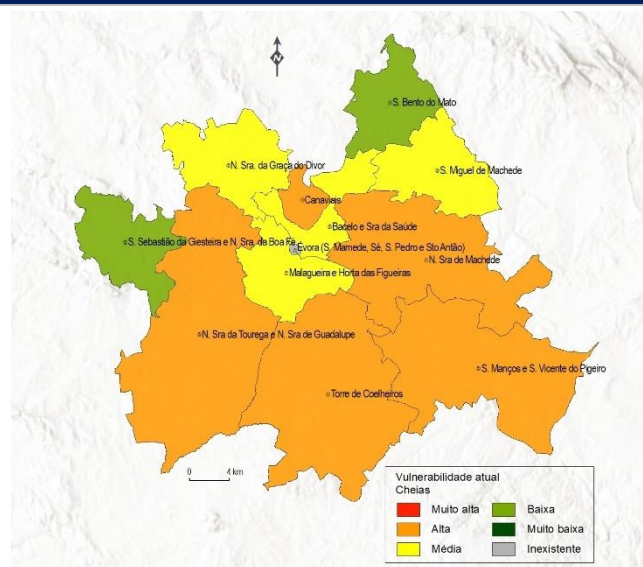 N
S. Bento do Mato
N. Sra. da Graça do Divor
S. Miguel de Machede
Canaviais
Bacelo e Sra da Saúde
S. Sebastião da Giesteira e N. Sra. da Boa Fé
Évora (S. Mamede, Sé, S. Pedro e Sto Antão)
N. Sra de Machede
Malagueira e Horta das Figueiras
N. Sra da Tourega e N. Sra de Guadalupe
S. Manços e S. Vicente do Pigeiro
Torre de Coelheiros
0 4 km
Vulnerabilidade atual
Cheias
Muito alta Baixa
Alta Muito baixa
Média Inexistente